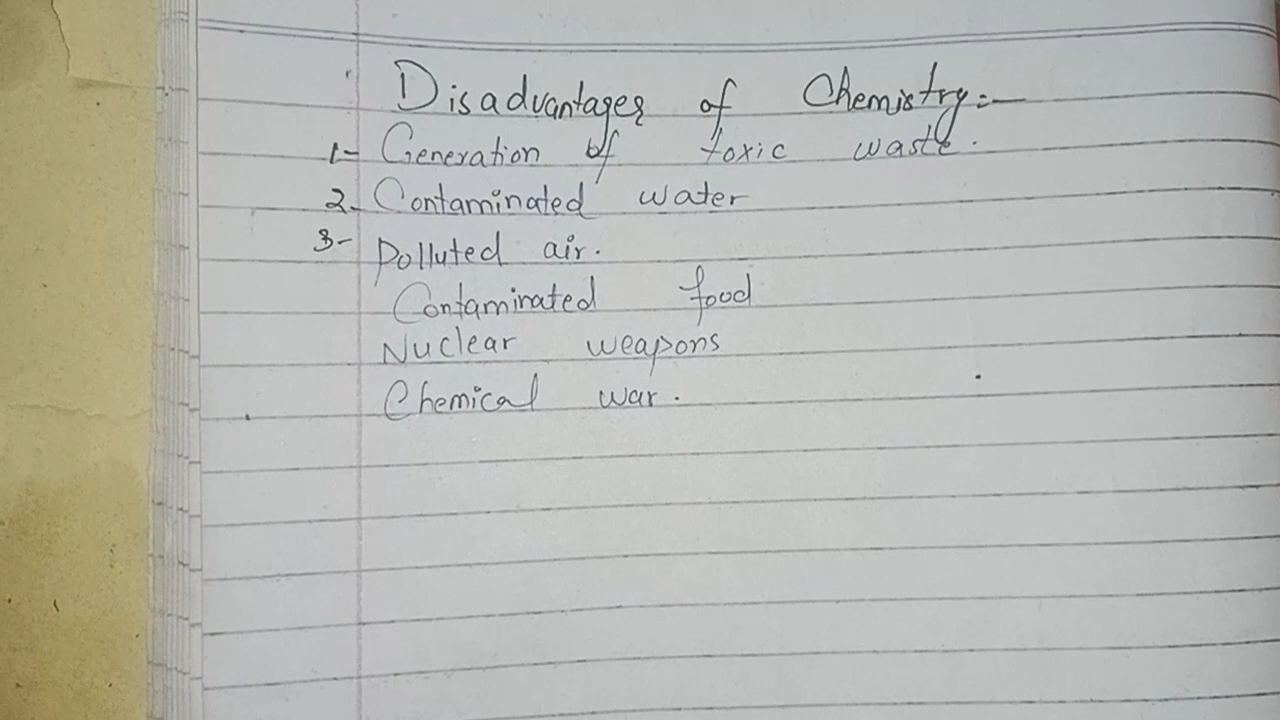 Disadvantages of Chemistry:-
1- Generation of toxic waste.
2- Contaminated water
3- Polluted air.
Contaminated food
Nuclear weapons
Chemical war.